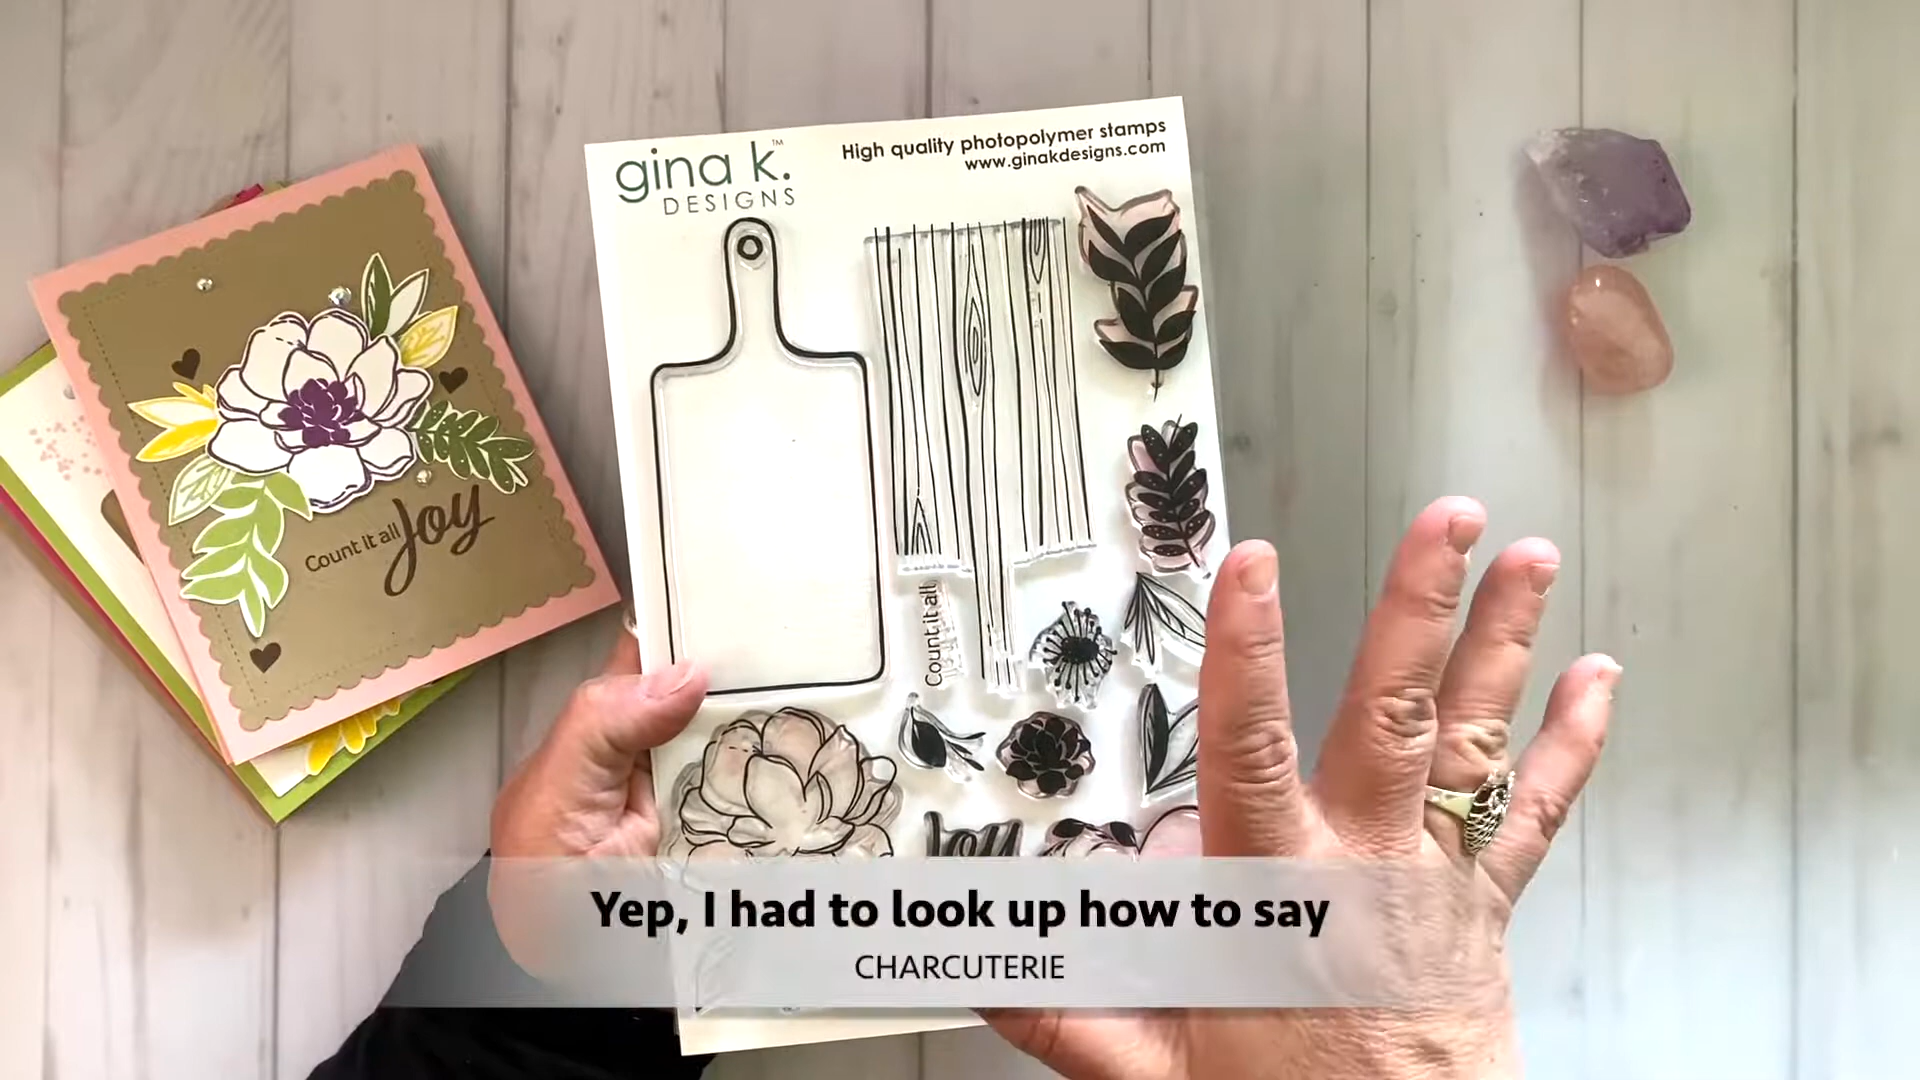 gina k.™
DESIGNS
High quality photopolymer stamps
www.ginakdesigns.com
Count it all Joy
Count it all
Joy
Yep, I had to look up how to say
CHARCUTERIE